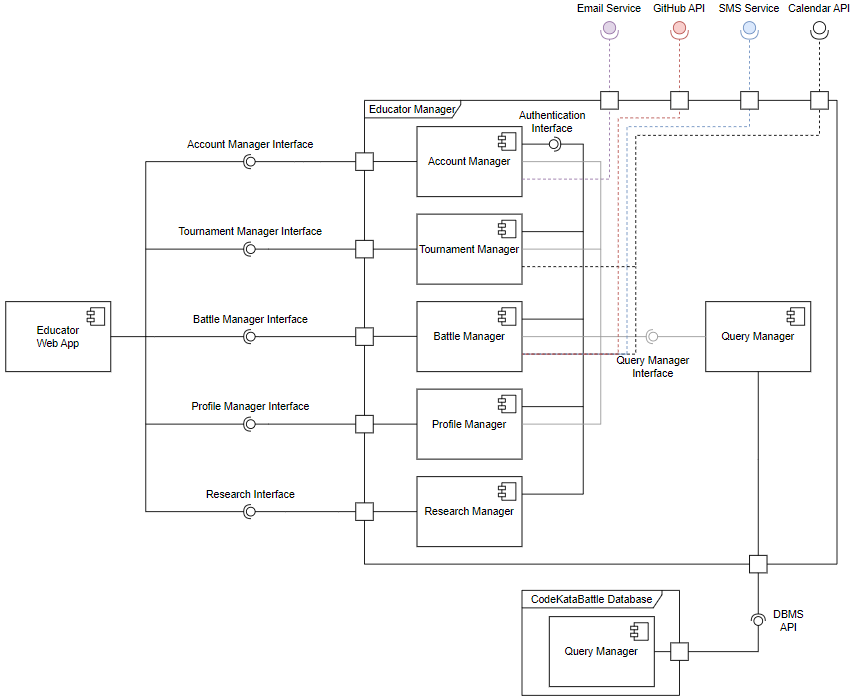 Email Service
GitHub API
SMS Service
Calendar API
Educator Manager
Authentication
Interface
Account Manager Interface
Account Manager
Tournament Manager Interface
Tournament Manager
Educator
Web App
Battle Manager Interface
Battle Manager
Query Manager
Query Manager
Interface
Profile Manager Interface
Profile Manager
Research Interface
Research Manager
CodeKataBattle Database
DBMS
API
Query Manager